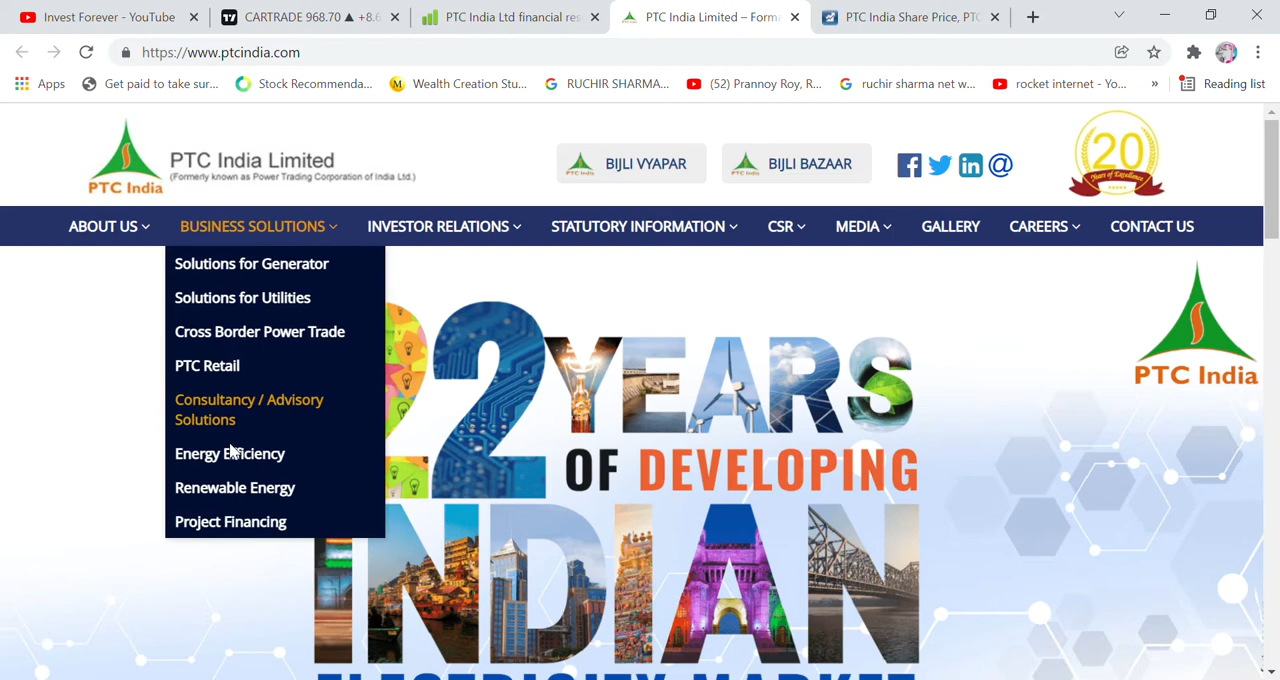 Invest Forever - YouTube
CARTRADE 968.70 ▲ +8.6
PTC India Ltd financial res
PTC India Limited – Forma
PTC India Share Price, PTC
https://www.ptcindia.com
Apps
Get paid to take sur...
Stock Recommenda...
Wealth Creation Stu...
RUCHIR SHARMA...
(52) Prannoy Roy, R...
ruchir sharma net w...
rocket internet - Yo...
»
Reading list
PTC India
PTC India Limited
(Formerly known as Power Trading Corporation of India Ltd.)
PTC India
BIJLI VYAPAR
PTC India
BIJLI BAZAAR
20
Years of Excellence
ABOUT US
BUSINESS SOLUTIONS
INVESTOR RELATIONS
STATUTORY INFORMATION
CSR
MEDIA
GALLERY
CAREERS
CONTACT US
Solutions for Generator
Solutions for Utilities
Cross Border Power Trade
PTC Retail
Consultancy / Advisory
Solutions
Energy Efficiency
Renewable Energy
Project Financing
22 YEARS
OF DEVELOPING
INDIAN
ELECTRICITY MARKET
PTC India